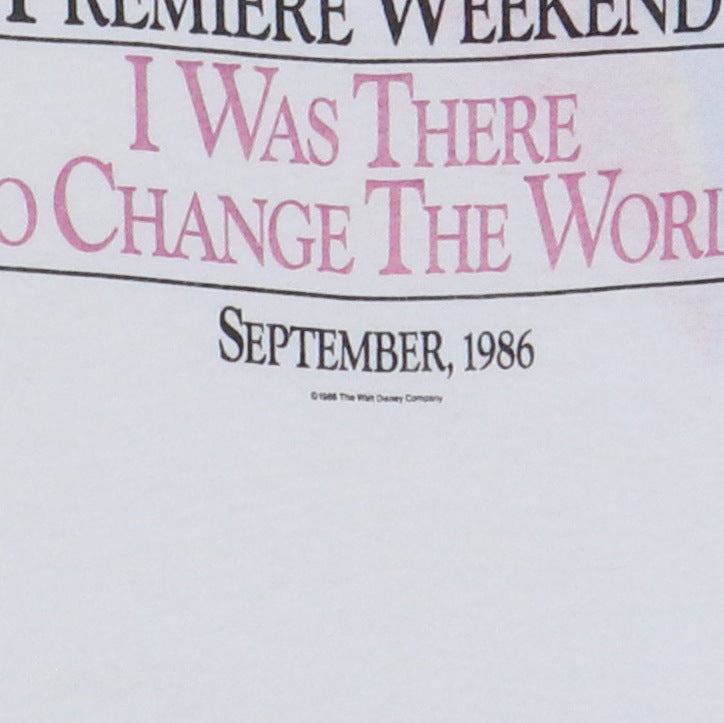 PREMIERE WEEKEND
I WAS THERE
O CHANGE THE WORL
SEPTEMBER, 1986
©1986 The Walt Disney Company